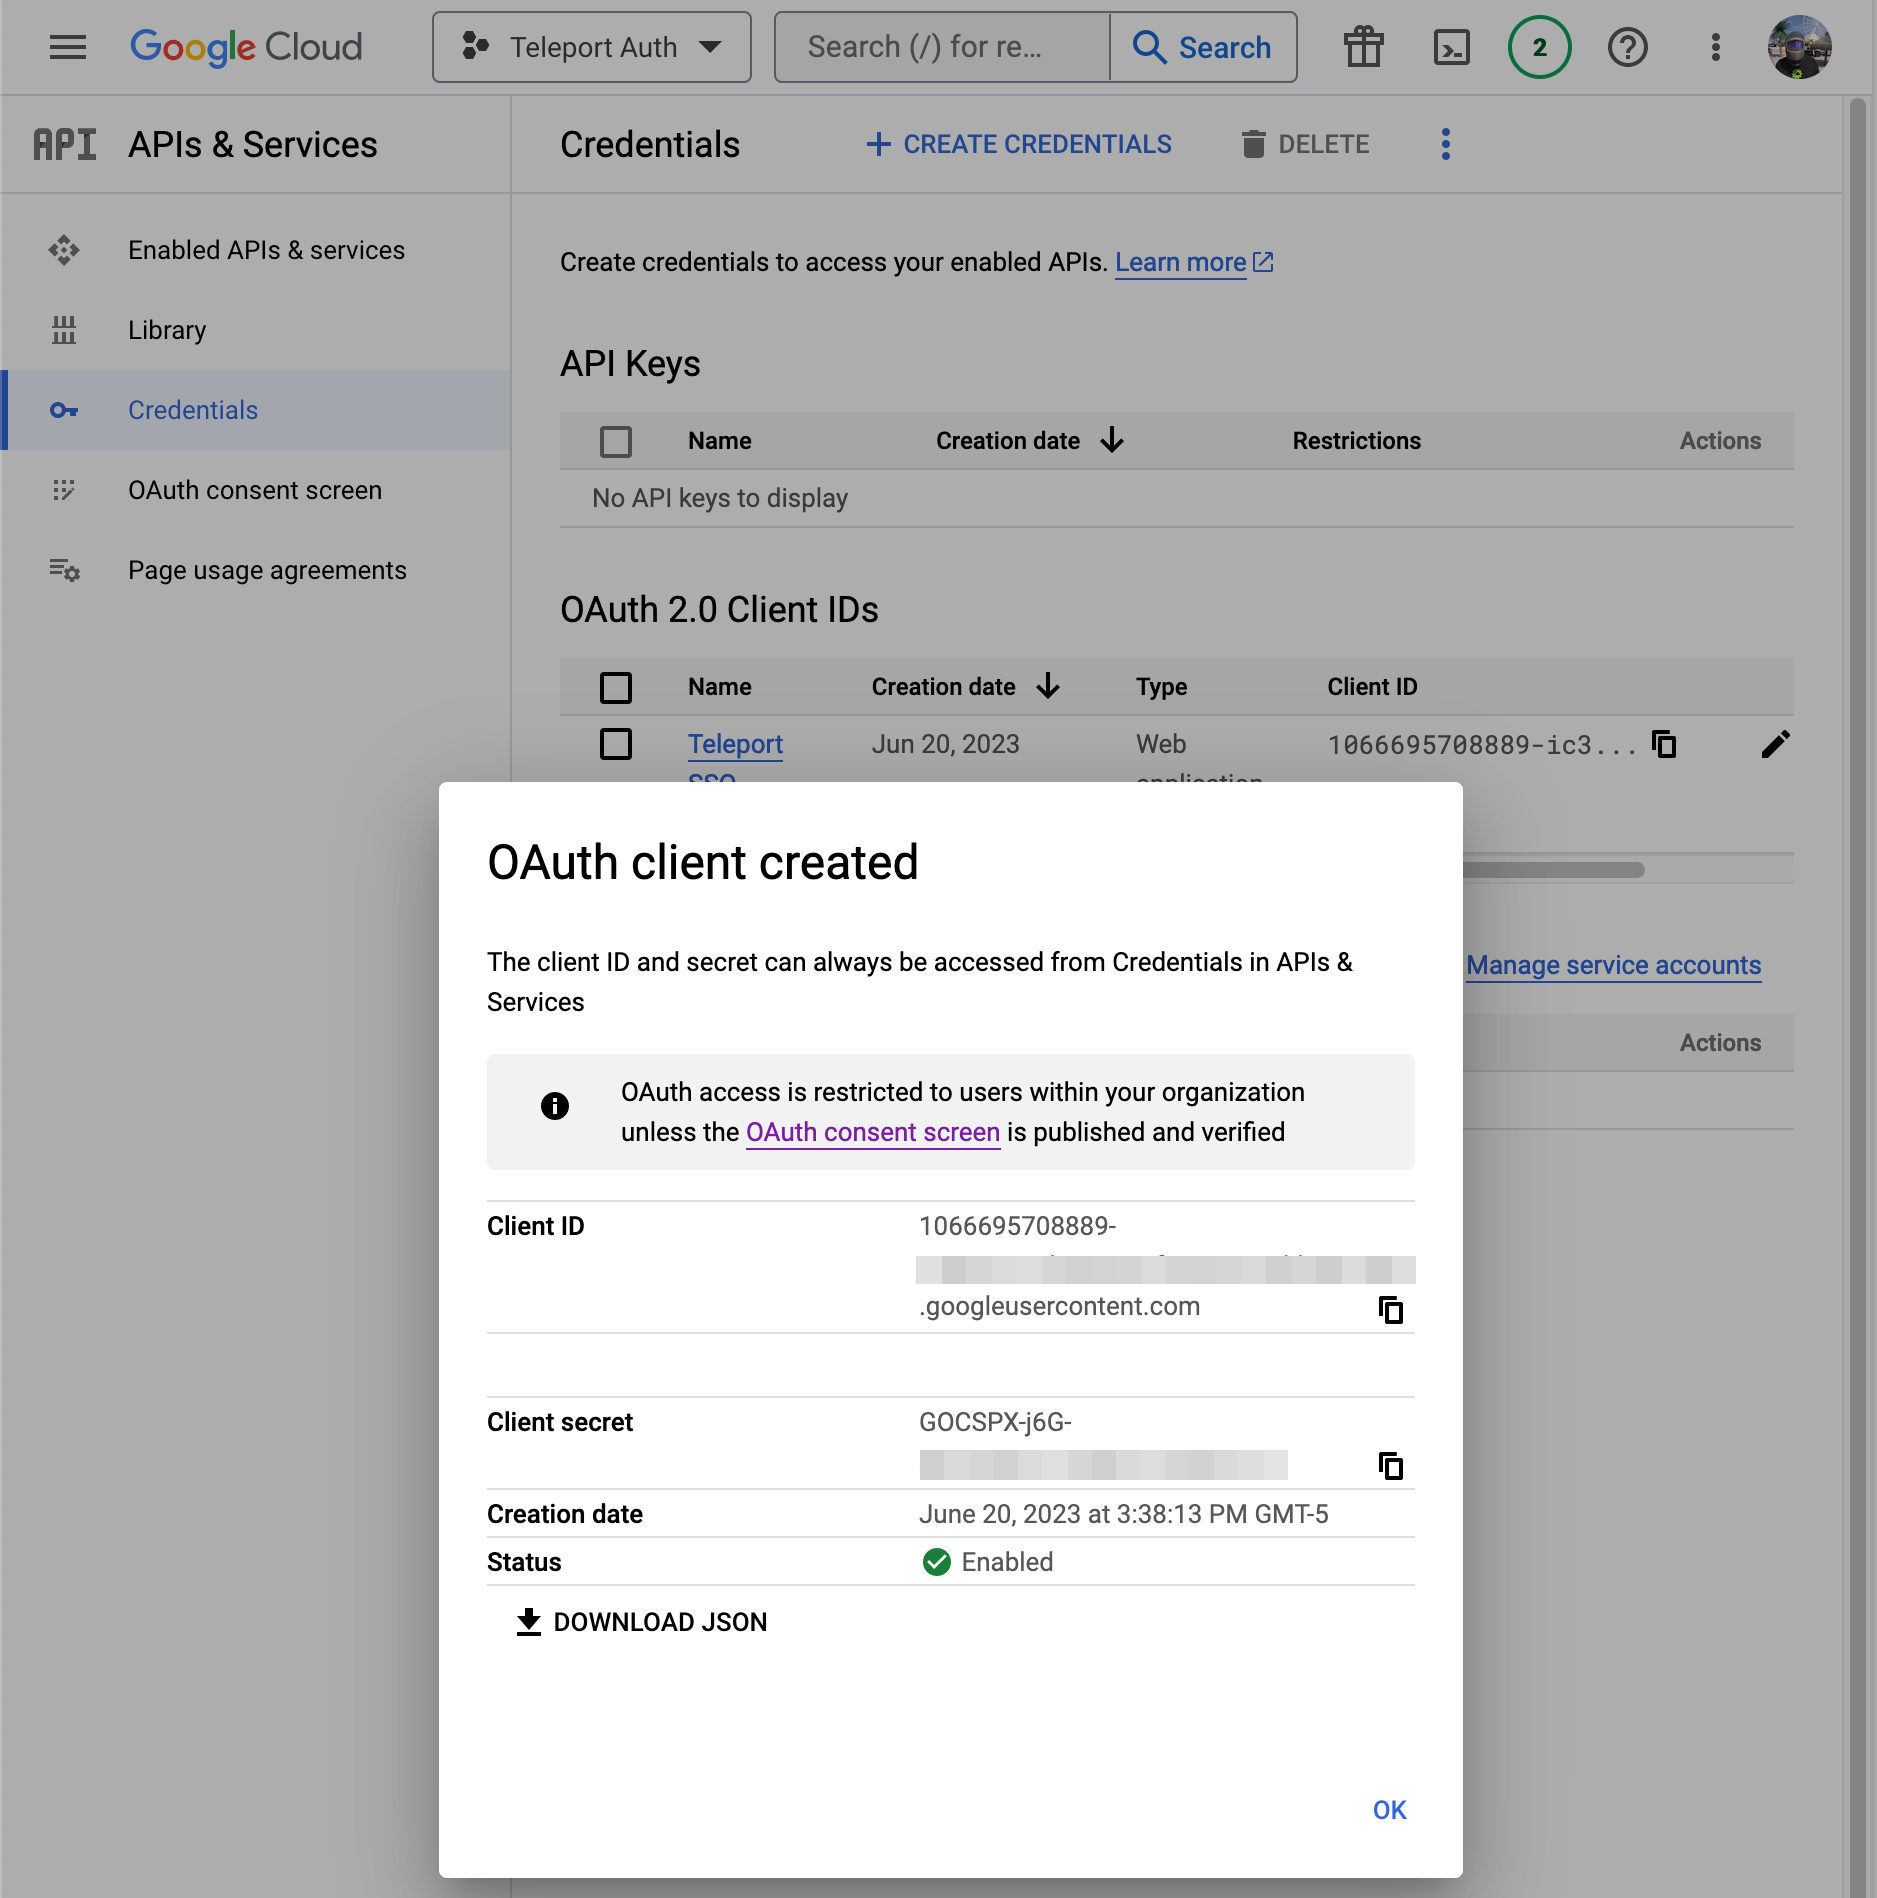 Google Cloud
Teleport Auth
Search (/) for re...
Search
2
API
APIs & Services
Credentials
CREATE CREDENTIALS
DELETE
Enabled APIs & services
Library
Credentials
OAuth consent screen
Page usage agreements
Create credentials to access your enabled APIs. Learn more
API Keys
Name Creation date Restrictions Actions
No API keys to display
OAuth 2.0 Client IDs
Name Creation date Type Client ID
Teleport Jun 20, 2023 Web 1066695708889-ic3...
SSO application
Manage service accounts
Actions
OAuth client created
The client ID and secret can always be accessed from Credentials in APIs &
Services
OAuth access is restricted to users within your organization
unless the OAuth consent screen is published and verified
Client ID 1066695708889-
.googleusercontent.com
Client secret GOCSPX-j6G-
Creation date June 20, 2023 at 3:38:13 PM GMT-5
Status Enabled
DOWNLOAD JSON
OK